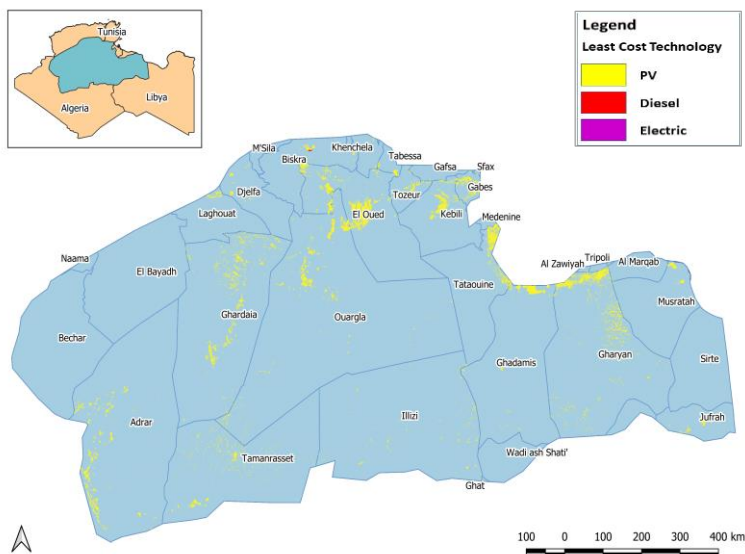 Tunisia
Algeria
Libya
Legend
Least Cost Technology
PV
Diesel
Electric
M'Sila
Khenchela
Biskra
Tabessa
Gafsa
Sfax
Djelfa
Tozeur
Gabes
Laghouat
El Oued
Kebili
Medenine
Naama
El Bayadh
Al Zawiyah
Tripoli
Al Marqab
Tataouine
Musratah
Ghardaia
Ouargla
Bechar
Ghadamis
Gharyan
Sirte
Adrar
Illizi
Jufrah
Tamanrasset
Wadi ash Shati'
Ghat
100 0 100 200 300 400 km